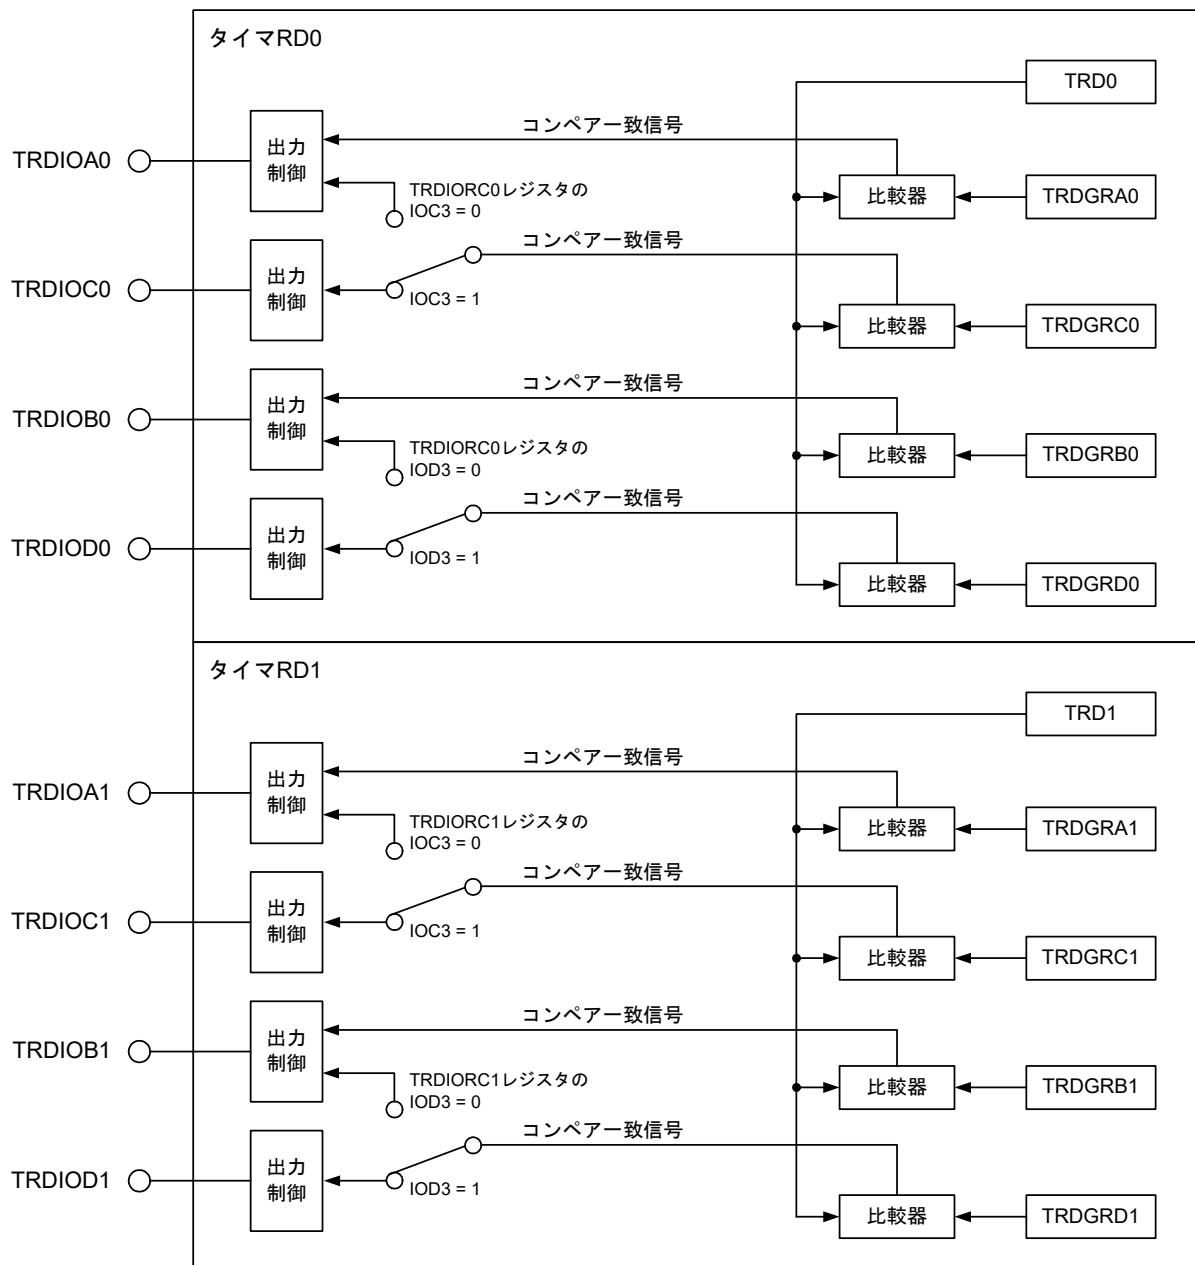 タイマRD0
TRD0
コンペア一致信号
TRDIOA0
出力
制御
TRDIORC0レジスタの
IOC3 = 0
比較器
TRDGRA0
コンペア一致信号
TRDIOC0
出力
制御
IOC3 = 1
比較器
TRDGRC0
コンペア一致信号
TRDIOB0
出力
制御
TRDIORC0レジスタの
IOD3 = 0
比較器
TRDGRB0
コンペア一致信号
TRDIOD0
出力
制御
IOD3 = 1
比較器
TRDGRD0
タイマRD1
TRD1
コンペア一致信号
TRDIOA1
出力
制御
TRDIORC1レジスタの
IOC3 = 0
比較器
TRDGRA1
コンペア一致信号
TRDIOC1
出力
制御
IOC3 = 1
比較器
TRDGRC1
コンペア一致信号
TRDIOB1
出力
制御
TRDIORC1レジスタの
IOD3 = 0
比較器
TRDGRB1
コンペア一致信号
TRDIOD1
出力
制御
IOD3 = 1
比較器
TRDGRD1